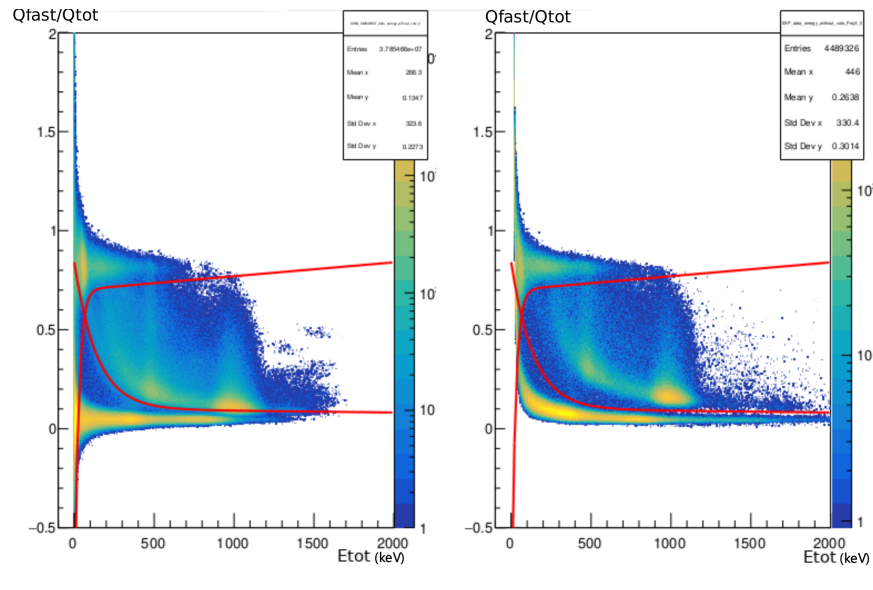 Qfast/Qtot
Entries 3.785466e+07
Mean x 266.3
Mean y 0.1347
Std Dev x 323.6
Std Dev y 0.2273
2
1.5
1
0.5
0
−0.5
0 500 1000 1500 2000
Etot (keV)
10
10
10
1
Qfast/Qtot
Entries 4489326
Mean x 446
Mean y 0.2638
Std Dev x 330.4
Std Dev y 0.3014
2
1.5
1
0.5
0
−0.5
0 500 1000 1500 2000
Etot (keV)
10
10
1